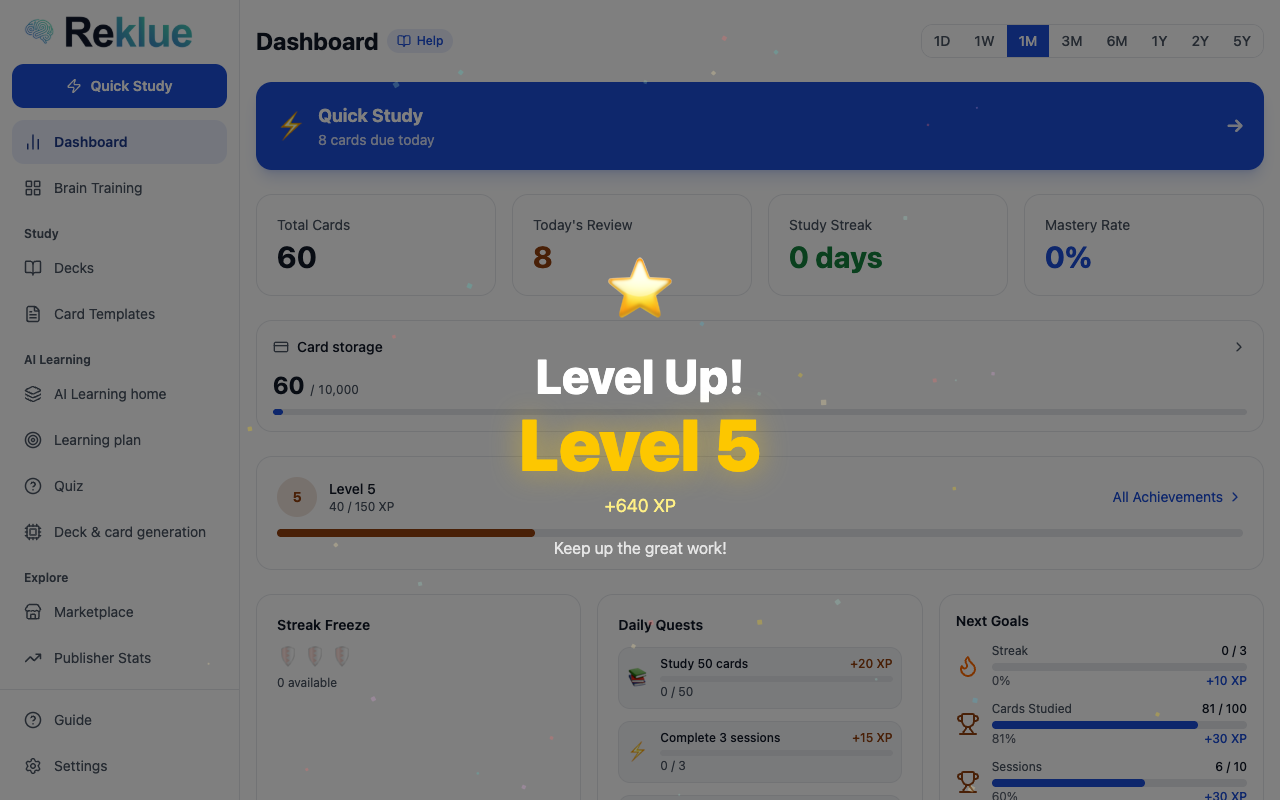 Reklue
Quick Study
Dashboard
Brain Training
Study
Decks
Card Templates
AI Learning
AI Learning home
Learning plan
Quiz
Deck & card generation
Explore
Marketplace
Publisher Stats
Guide
Settings
Dashboard
Help
1D 1W 1M 3M 6M 1Y 2Y 5Y
Quick Study
8 cards due today
Total Cards
60
Today's Review
8
Study Streak
0 days
Mastery Rate
0%
Card storage
60 / 10,000
Level Up!
Level 5
+640 XP
Keep up the great work!
5
Level 5
40 / 150 XP
All Achievements
Streak Freeze
0 available
Daily Quests
Study 50 cards +20 XP
0 / 50
Complete 3 sessions +15 XP
0 / 3
Next Goals
Streak 0 / 3
0% +10 XP
Cards Studied 81 / 100
81% +30 XP
Sessions 6 / 10
60% +30 XP